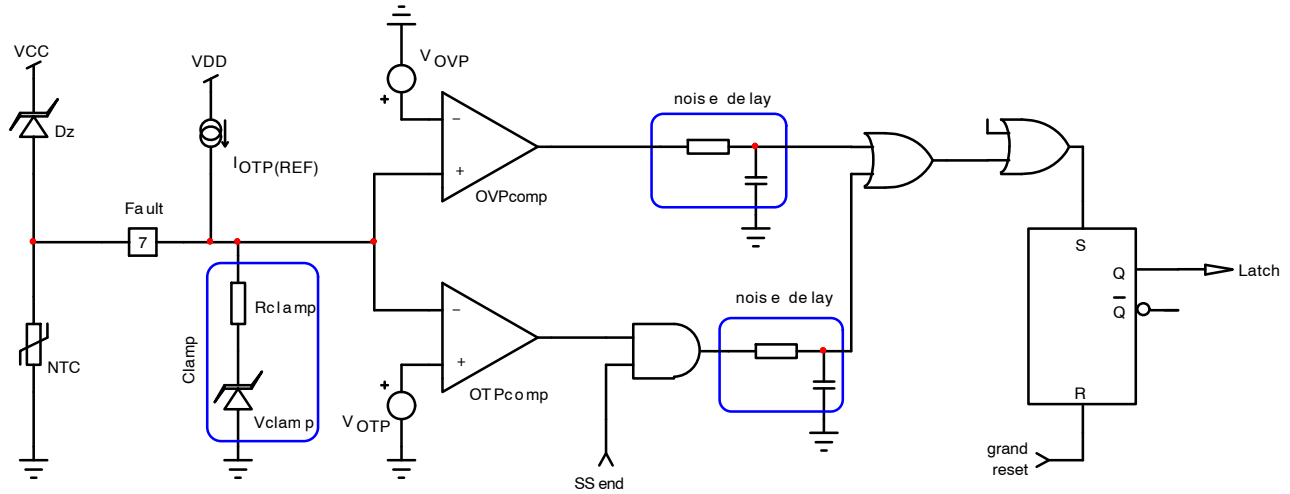 VCC
Dz
VDD
I OTP(REF)
Fault
7
NTC
Clamp
Rclamp
Vclamp
V OVP
+
−
+
OVPcomp
−
+
OTPcomp
+
V OTP
noise delay
noise delay
SS end
S
Q
Q
R
Latch
grand
reset